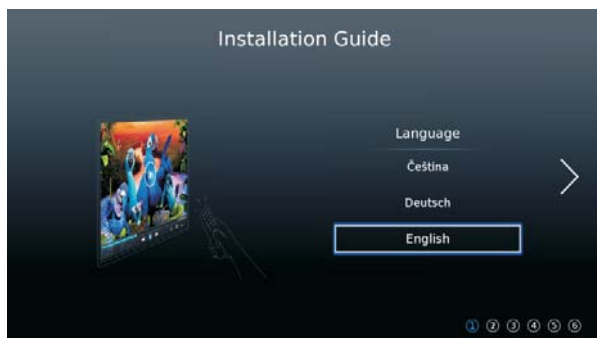 Installation Guide
Language
Čeština
Deutsch
English
① ② ③ ④ ⑤ ⑥